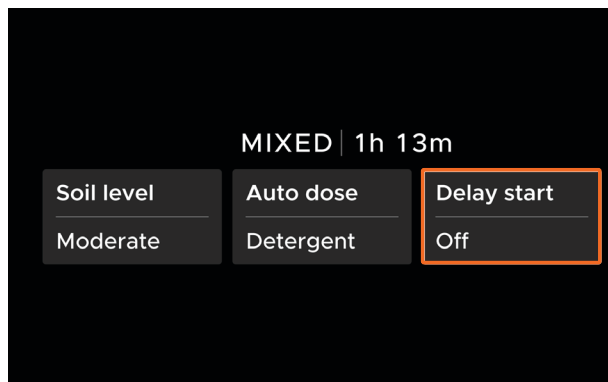 MIXED | 1h 13m
Soil level
Moderate
Auto dose
Detergent
Delay start
Off